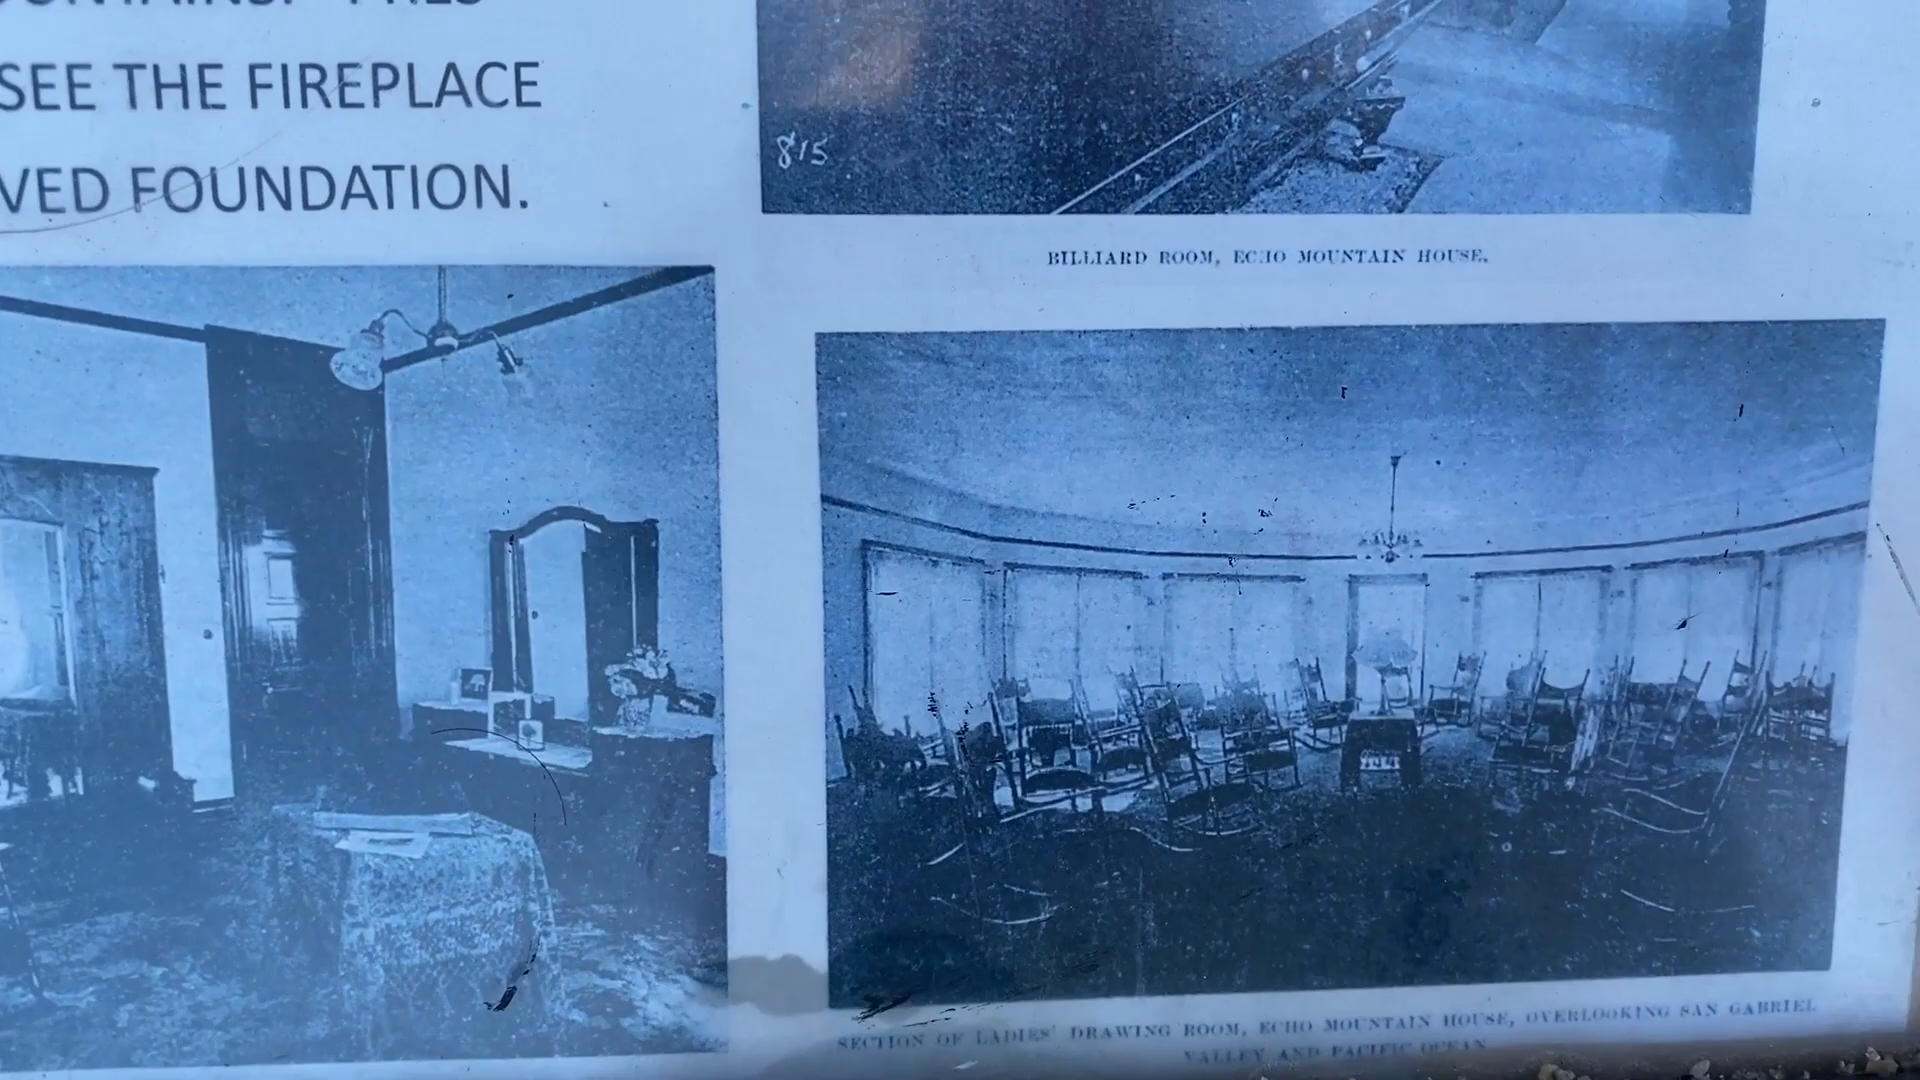 SEE THE FIREPLACE
VED FOUNDATION.
815
BILLIARD ROOM, ECHO MOUNTAIN HOUSE.
SECTION OF LADIES' DRAWING ROOM, ECHO MOUNTAIN HOUSE, OVERLOOKING SAN GABRIEL
VALLEY AND PACIFIC OCEAN